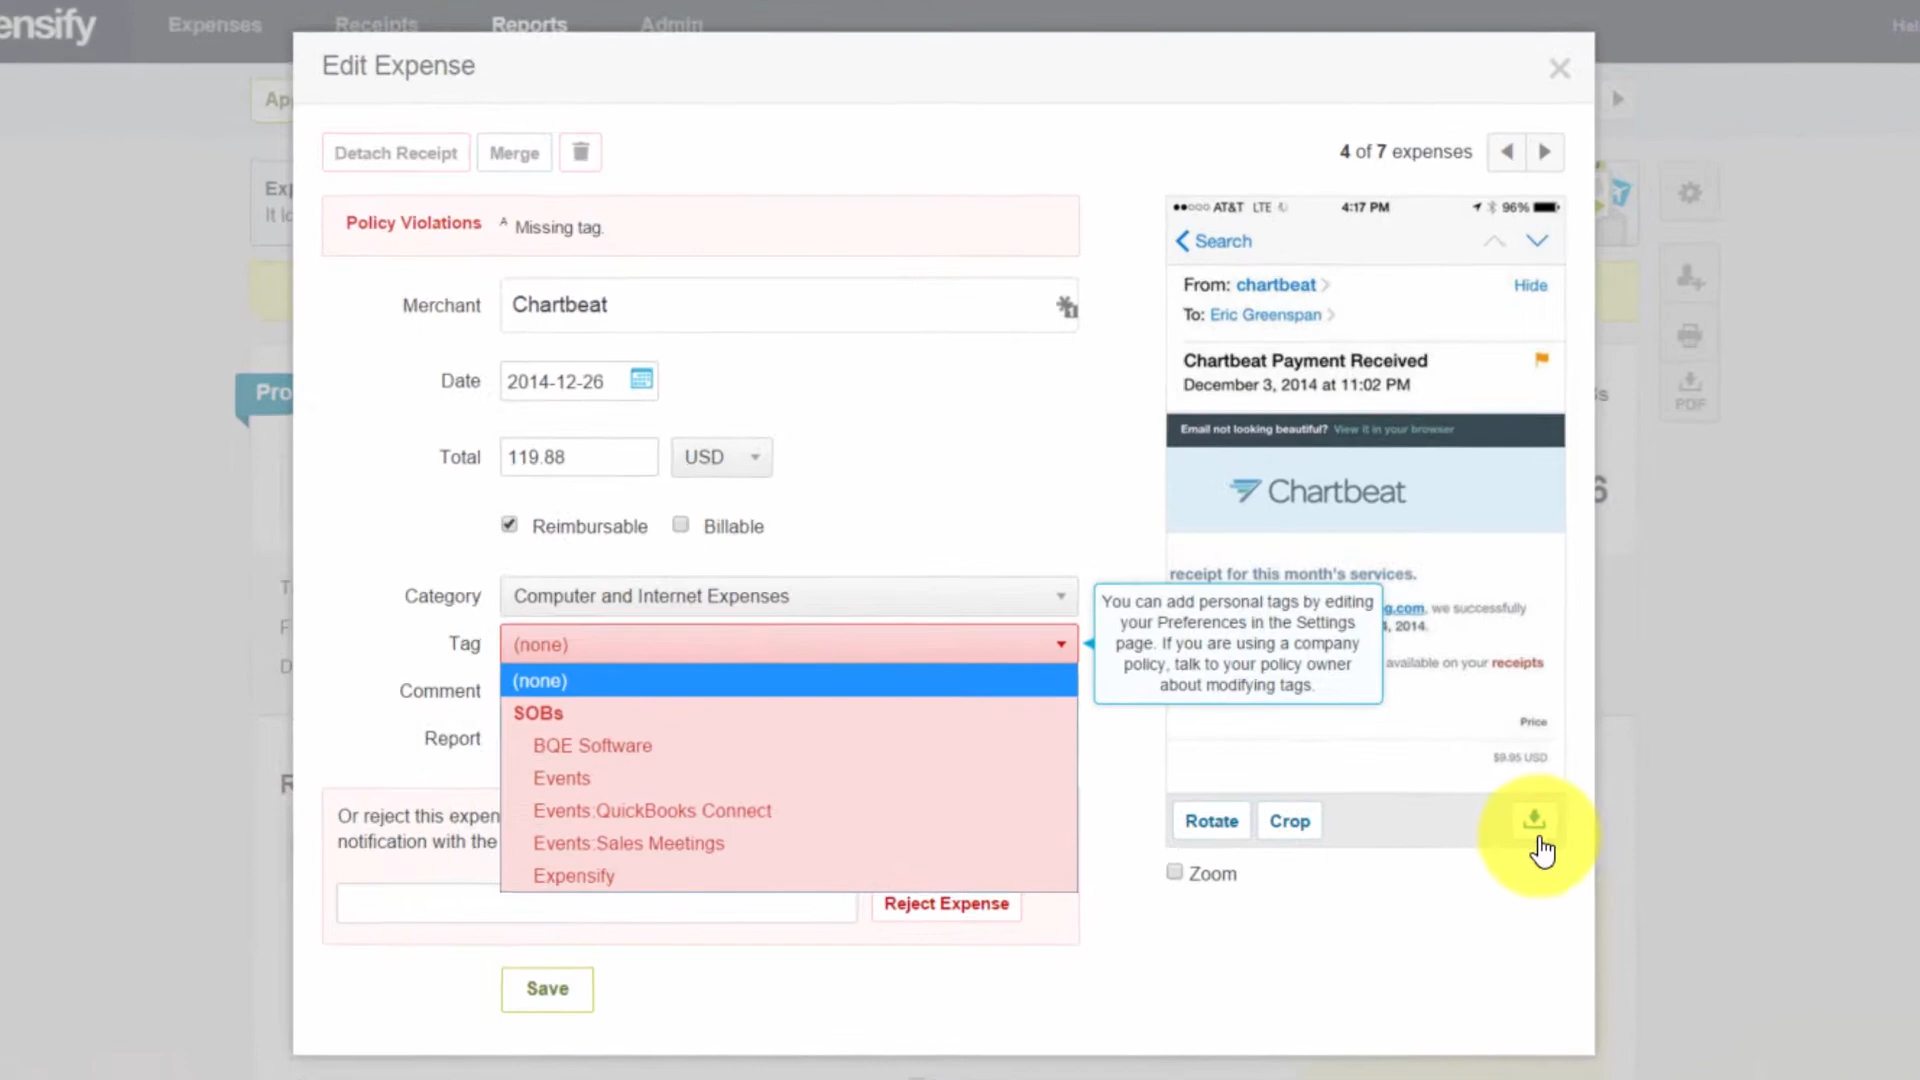 ensify
Expenses
Receipts
Reports
Admin
Edit Expense
Detach Receipt
Merge
4 of 7 expenses
Policy Violations
Missing tag.
Merchant
Chartbeat
Date
2014-12-26
Total
119.88
USD
Reimbursable
Billable
Category
Computer and Internet Expenses
Tag
(none)
(none)
SOBs
BQE Software
Events
Events:QuickBooks Connect
Events:Sales Meetings
Expensify
Comment
Report
Or reject this expen
notification with the
Reject Expense
Save
AT&T LTE
4:17 PM
96%
Search
From: chartbeat
Hide
To: Eric Greenspan
Chartbeat Payment Received
December 3, 2014 at 11:02 PM
Email not looking beautiful? View it in your browser
Chartbeat
receipt for this month's services.
g.com, we successfully
, 2014.
available on your receipts
Price
$9.95 USD
You can add personal tags by editing
your Preferences in the Settings
page. If you are using a company
policy, talk to your policy owner
about modifying tags.
Rotate
Crop
Zoom
PDF